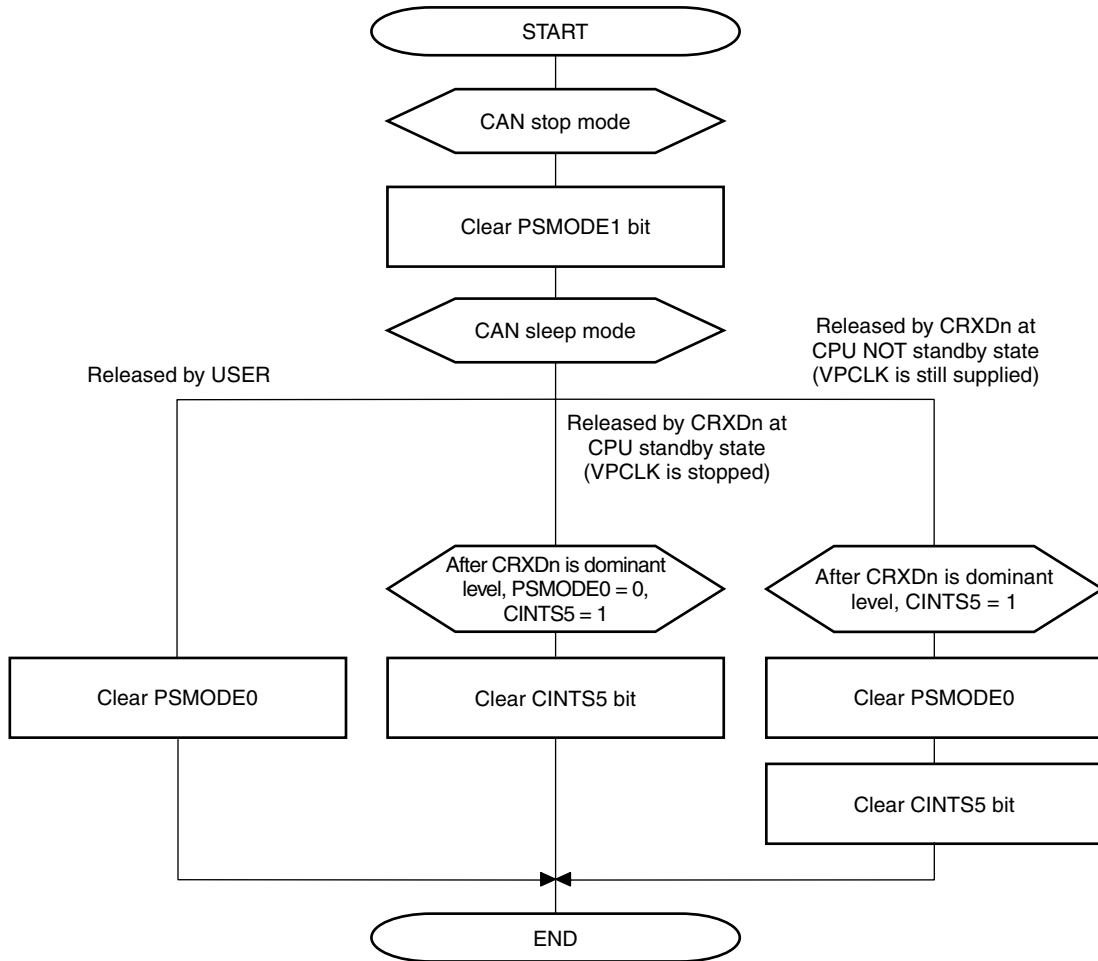 START
CAN stop mode
Clear PSMODE1 bit
CAN sleep mode
Released by USER
Released by CRXDn at
CPU standby state
(VPCLK is stopped)
Released by CRXDn at
CPU NOT standby state
(VPCLK is still supplied)
After CRXDn is dominant
level, PSMODE0 = 0,
CINTS5 = 1
After CRXDn is dominant
level, CINTS5 = 1
Clear PSMODE0
Clear CINTS5 bit
Clear PSMODE0
Clear CINTS5 bit
END